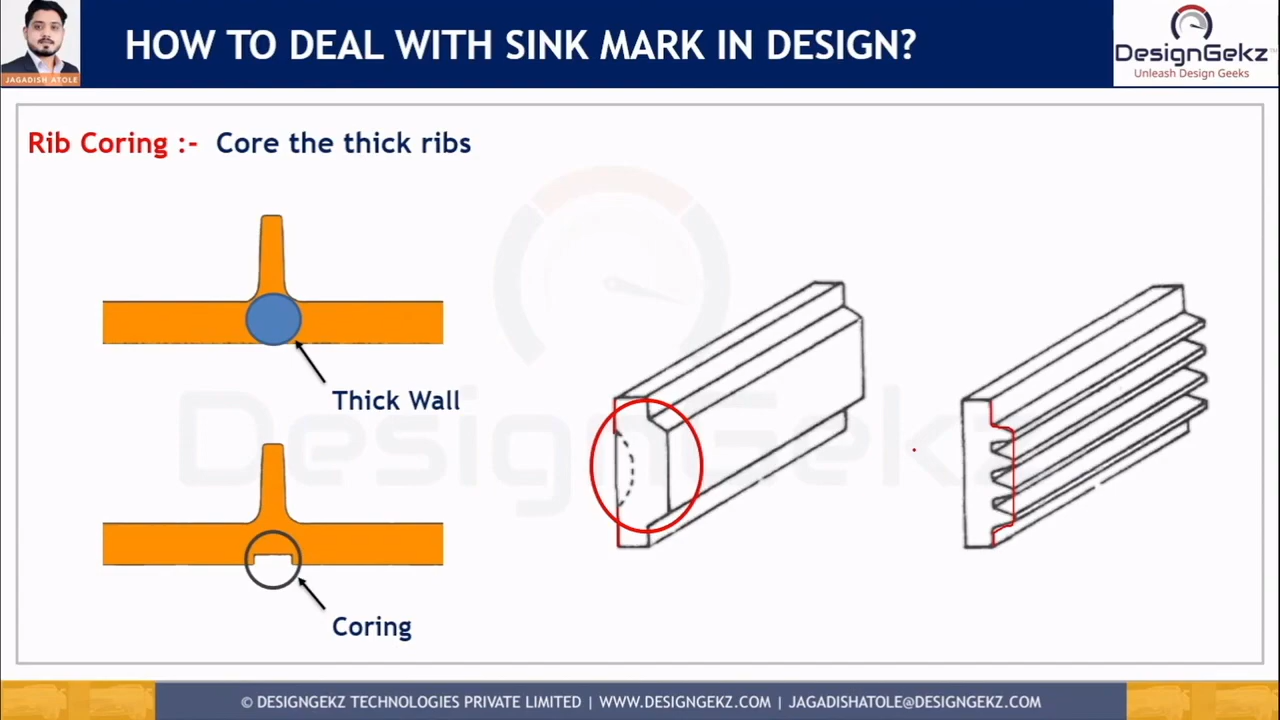 JAGADISH ATOLE
HOW TO DEAL WITH SINK MARK IN DESIGN?
DesignGekz
Unleash Design Geeks
Rib Coring :- Core the thick ribs
Thick Wall
DesignGekz
Coring
© DESIGNGEKZ TECHNOLOGIES PRIVATE LIMITED | WWW.DESIGNGEKZ.COM | JAGADISHATOLE@DESIGNGEKZ.COM